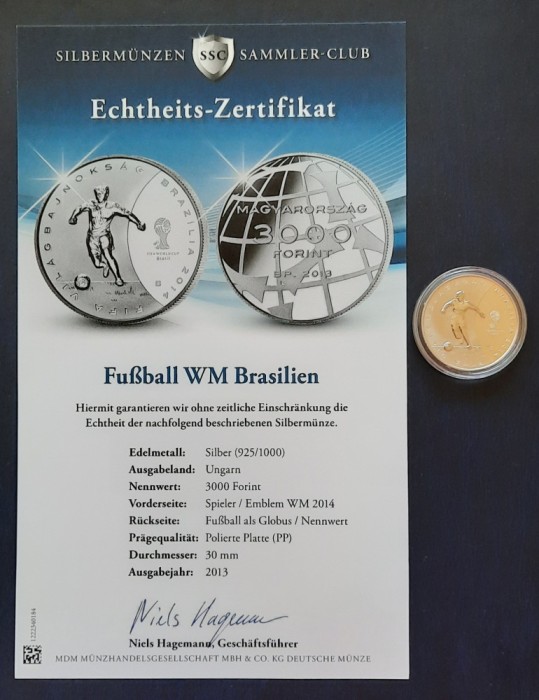 SILBERMÜNZEN SSC SAMMLER-CLUB
Echtheits-Zertifikat
FIFA VILÁGBAJNOKSÁG BRAZÍLIA 2014
MAGYARORSZÁG
3000
FORINT
BP. 2013
Fußball WM Brasilien
Hiermit garantieren wir ohne zeitliche Einschränkung die
Echtheit der nachfolgend beschriebenen Silbermünze.
Edelmetall: Silber (925/1000)
Ausgabeland: Ungarn
Nennwert: 3000 Forint
Vorderseite: Spieler / Emblem WM 2014
Rückseite: Fußball als Globus / Nennwert
Prägequalität: Polierte Platte (PP)
Durchmesser: 30 mm
Ausgabejahr: 2013
Niels Hagemann
Niels Hagemann, Geschäftsführer
MDM MÜNZHANDELSGESELLSCHAFT MBH & CO. KG DEUTSCHE MÜNZE